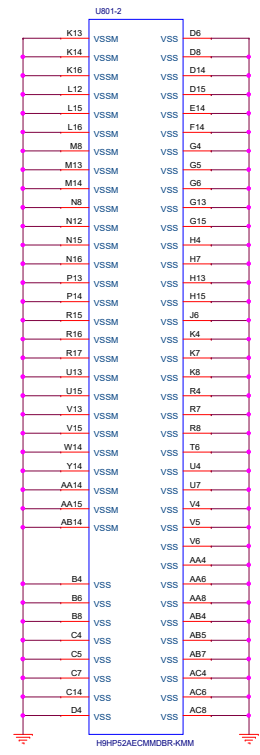 U801-2
K13 VSSM VSS D6
K14 VSSM VSS D8
K16 VSSM VSS D14
L12 VSSM VSS D15
L15 VSSM VSS E14
L16 VSSM VSS F14
M8 VSSM VSS G4
M13 VSSM VSS G5
M14 VSSM VSS G6
N8 VSSM VSS G13
N12 VSSM VSS G15
N15 VSSM VSS H4
N16 VSSM VSS H7
P13 VSSM VSS H13
P14 VSSM VSS H15
R15 VSSM VSS J6
R16 VSSM VSS K4
R17 VSSM VSS K7
U13 VSSM VSS K8
U15 VSSM VSS R4
V13 VSSM VSS R7
V15 VSSM VSS R8
W14 VSSM VSS T6
Y14 VSSM VSS U4
AA14 VSSM VSS U7
AA15 VSSM VSS V4
AB14 VSSM VSS V5
VSS V6
VSS AA4
B4 VSS VSS AA6
B6 VSS VSS AA8
B8 VSS VSS AB4
C4 VSS VSS AB5
C5 VSS VSS AB7
C7 VSS VSS AC4
C14 VSS VSS AC6
D4 VSS VSS AC8
H9HP52AECMMDBR-KMM